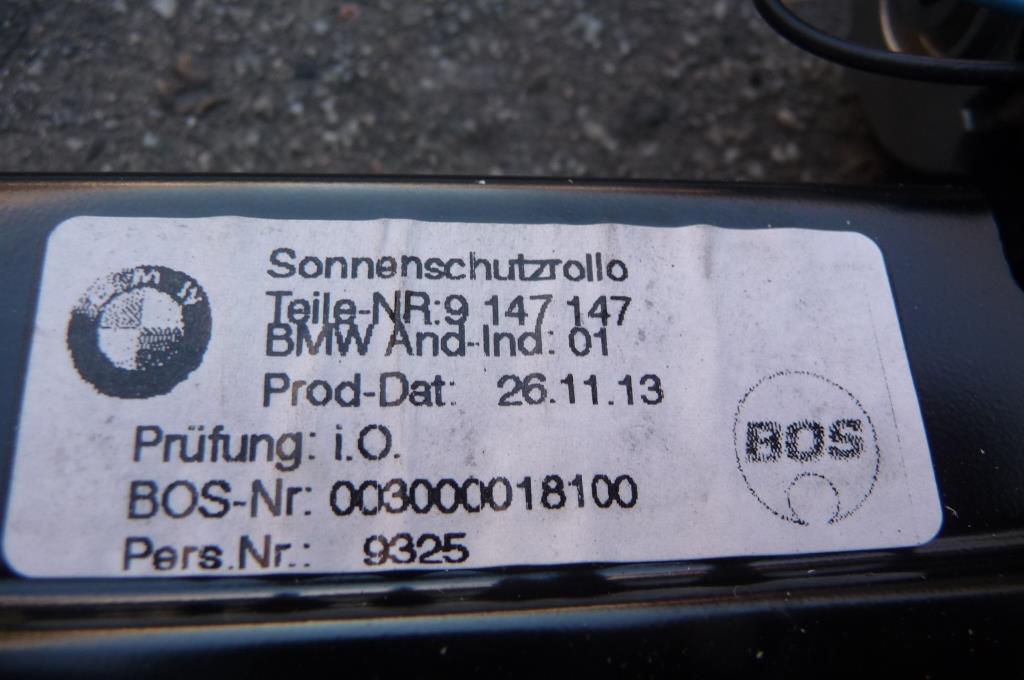 BMW
Sonnenschutzrollo
Teile-NR:9 147 147
BMW Änd-Ind: 01
Prod-Dat: 26.11.13
Prüfung: i.O.
BOS-Nr: 003000018100
Pers.Nr.: 9325
BOS